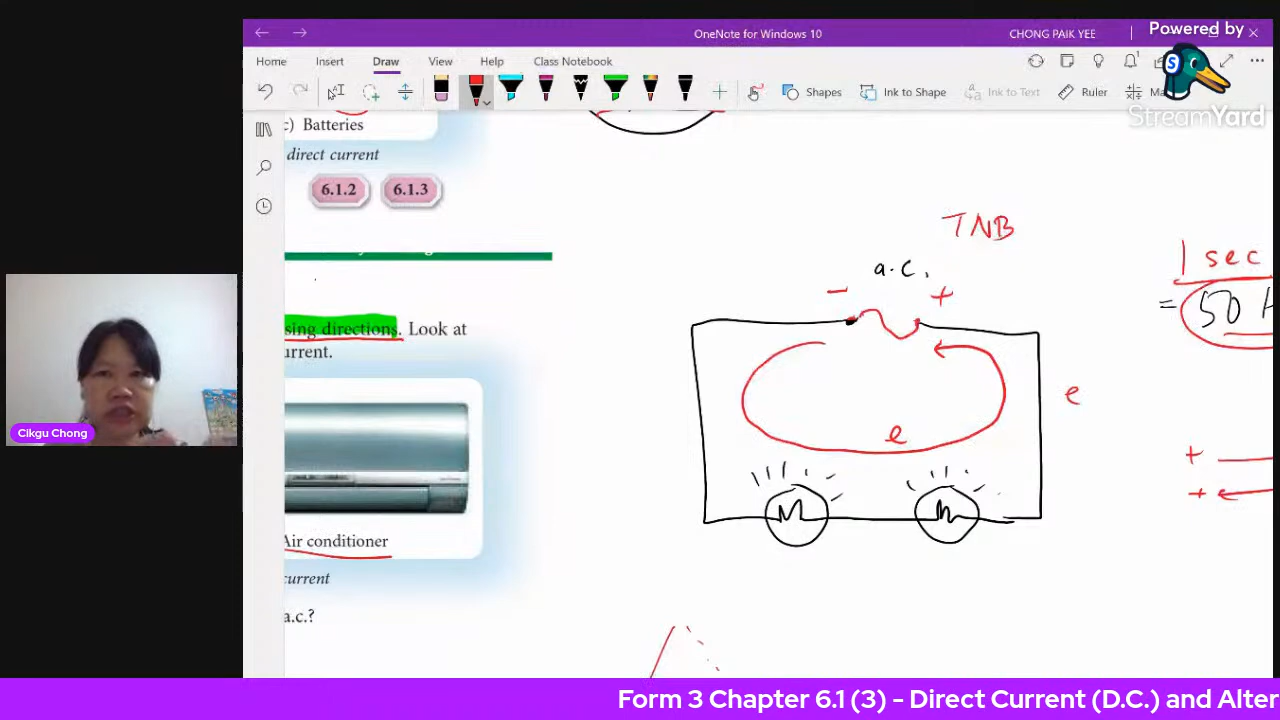 OneNote for Windows 10
CHONG PAIK YEE
Powered by
StreamYard
Home Insert Draw View Help Class Notebook
Shapes Ink to Shape Ink to Text Ruler
c) Batteries
direct current
6.1.2 6.1.3
sing directions. Look at
urrent.
Air conditioner
current
a.c.?
TNB
a.c.
- +
e
e
1 sec
= 50 H
+
+
Cikgu Chong
Form 3 Chapter 6.1 (3) - Direct Current (D.C.) and Alter